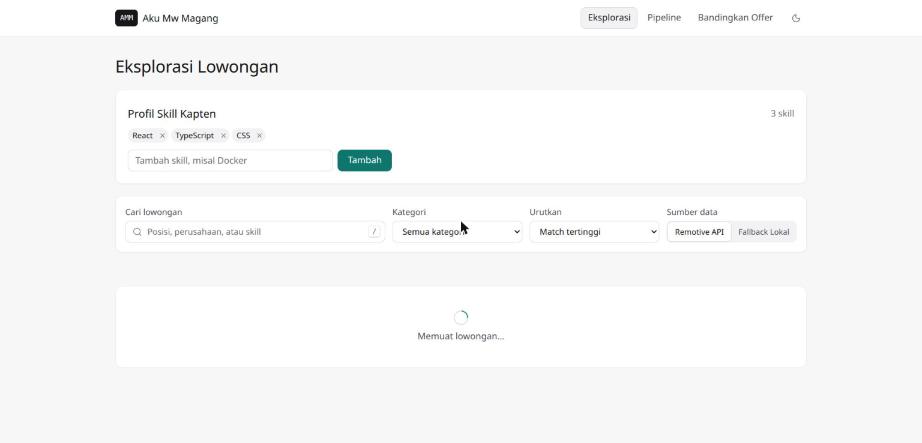 AMM Aku Mw Magang Eksplorasi Pipeline Bandingkan Offer
Eksplorasi Lowongan
Profil Skill Kapten 3 skill
React × TypeScript × CSS ×
Tambah skill, misal Docker Tambah
Cari lowongan Kategori Urutkan Sumber data
Posisi, perusahaan, atau skill / Semua kategori Match tertinggi Remotive API Fallback Lokal
Memuat lowongan...